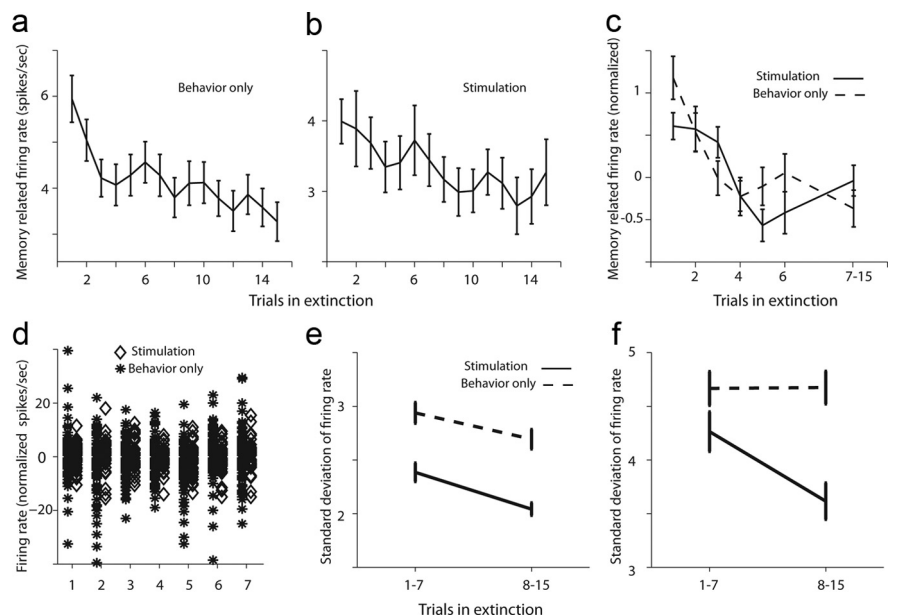 a
Memory related firing rate (spikes/sec)
Behavior only
6
4
2
6
10
14
b
Stimulation
4
3
2
6
10
14
Trials in extinction
c
Memory related firing rate (normalized)
Stimulation
Behavior only
1
0
-0.5
2
4
6
7-15
Trials in extinction
d
Firing rate (normalized spikes/sec)
Stimulation
Behavior only
20
0
−20
1 2 3 4 5 6 7
e
Standard deviation of firing rate
Stimulation
Behavior only
3
2
1-7
8-15
Trials in extinction
f
Standard deviation of firing rate
5
4
3
1-7
8-15